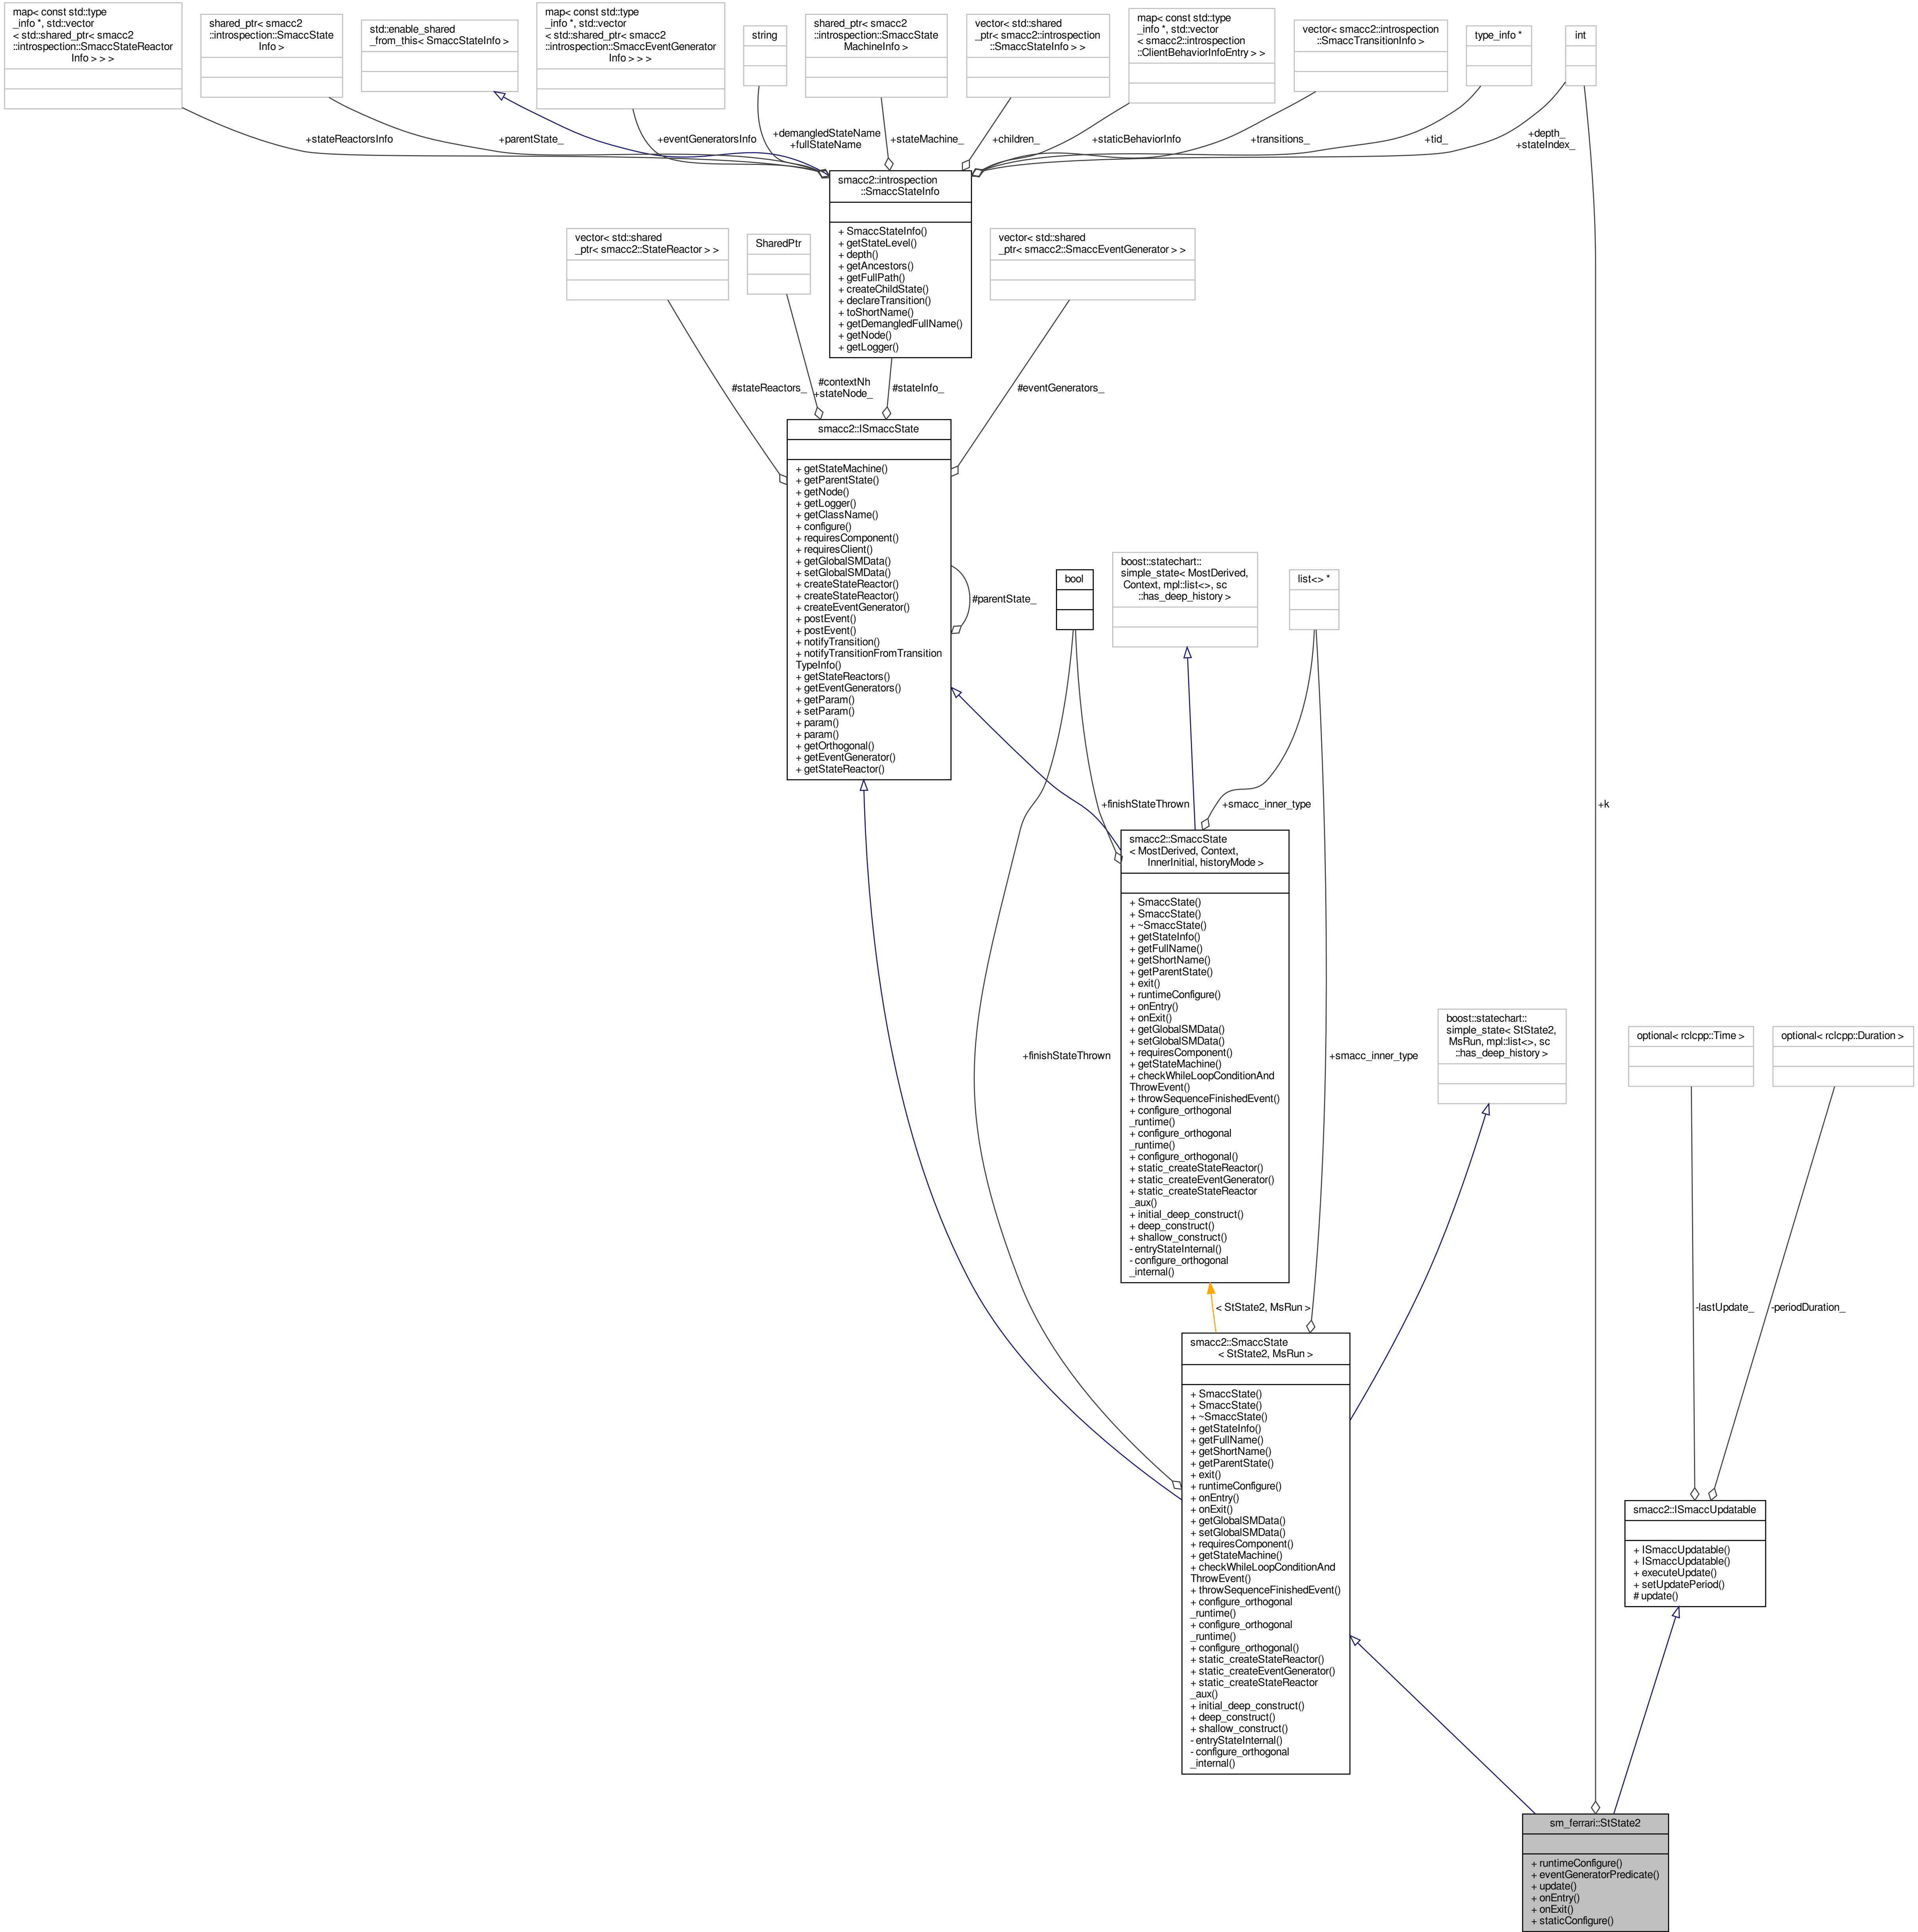 map< const std::type
_info *, std::vector
< std::shared_ptr< smacc2
::introspection::SmaccStateReactor
Info > > >
shared_ptr< smacc2
::introspection::SmaccState
Info >
std::enable_shared
_from_this< SmaccStateInfo >
map< const std::type
_info *, std::vector
< std::shared_ptr< smacc2
::introspection::SmaccEventGenerator
Info > > >
string
shared_ptr< smacc2
::introspection::SmaccState
MachineInfo >
vector< std::shared
_ptr< smacc2::introspection
::SmaccStateInfo > >
map< const std::type
_info *, std::vector
< smacc2::introspection
::ClientBehaviorInfoEntry > >
vector< smacc2::introspection
::SmaccTransitionInfo >
type_info *
int
+stateReactorsInfo
+parentState_
+eventGeneratorsInfo
+demangledStateName
+fullStateName
+stateMachine_
+children_
+staticBehaviorInfo
+transitions_
+tid_
+depth_
+stateIndex_
smacc2::introspection
::SmaccStateInfo
+ SmaccStateInfo()
+ getStateLevel()
+ depth()
+ getAncestors()
+ getFullPath()
+ createChildState()
+ declareTransition()
+ toShortName()
+ getDemangledFullName()
+ getNode()
+ getLogger()
vector< std::shared
_ptr< smacc2::StateReactor > >
SharedPtr
vector< std::shared
_ptr< smacc2::SmaccEventGenerator > >
#stateReactors_
#contextNh
+stateNode_
#stateInfo_
#eventGenerators_
smacc2::ISmaccState
+ getStateMachine()
+ getParentState()
+ getNode()
+ getLogger()
+ getClassName()
+ configure()
+ requiresComponent()
+ requiresClient()
+ getGlobalSMData()
+ setGlobalSMData()
+ createStateReactor()
+ createStateReactor()
+ createEventGenerator()
+ postEvent()
+ postEvent()
+ notifyTransition()
+ notifyTransitionFromTransition
TypeInfo()
+ getStateReactors()
+ getEventGenerators()
+ getParam()
+ setParam()
+ param()
+ param()
+ getOrthogonal()
+ getEventGenerator()
+ getStateReactor()
#parentState_
bool
boost::statechart::
simple_state< MostDerived,
Context, mpl::list<>, sc
::has_deep_history >
list<> *
+finishStateThrown
+smacc_inner_type
+k
smacc2::SmaccState
< MostDerived, Context,
InnerInitial, historyMode >
+ SmaccState()
+ SmaccState()
+ ~SmaccState()
+ getStateInfo()
+ getFullName()
+ getShortName()
+ getParentState()
+ exit()
+ runtimeConfigure()
+ onEntry()
+ onExit()
+ getGlobalSMData()
+ setGlobalSMData()
+ requiresComponent()
+ getStateMachine()
+ checkWhileLoopConditionAnd
ThrowEvent()
+ throwSequenceFinishedEvent()
+ configure_orthogonal
_runtime()
+ configure_orthogonal
_runtime()
+ configure_orthogonal()
+ static_createStateReactor()
+ static_createEventGenerator()
+ static_createStateReactor
_aux()
+ initial_deep_construct()
+ deep_construct()
+ shallow_construct()
- entryStateInternal()
- configure_orthogonal
_internal()
+finishStateThrown
+smacc_inner_type
boost::statechart::
simple_state< StState2,
MsRun, mpl::list<>, sc
::has_deep_history >
optional< rclcpp::Time >
optional< rclcpp::Duration >
< StState2, MsRun >
-lastUpdate_
-periodDuration_
smacc2::SmaccState
< StState2, MsRun >
+ SmaccState()
+ SmaccState()
+ ~SmaccState()
+ getStateInfo()
+ getFullName()
+ getShortName()
+ getParentState()
+ exit()
+ runtimeConfigure()
+ onEntry()
+ onExit()
+ getGlobalSMData()
+ setGlobalSMData()
+ requiresComponent()
+ getStateMachine()
+ checkWhileLoopConditionAnd
ThrowEvent()
+ throwSequenceFinishedEvent()
+ configure_orthogonal
_runtime()
+ configure_orthogonal
_runtime()
+ configure_orthogonal()
+ static_createStateReactor()
+ static_createEventGenerator()
+ static_createStateReactor
_aux()
+ initial_deep_construct()
+ deep_construct()
+ shallow_construct()
- entryStateInternal()
- configure_orthogonal
_internal()
smacc2::ISmaccUpdatable
+ ISmaccUpdatable()
+ ISmaccUpdatable()
+ executeUpdate()
+ setUpdatePeriod()
# update()
sm_ferrari::StState2
+ runtimeConfigure()
+ eventGeneratorPredicate()
+ update()
+ onEntry()
+ onExit()
+ staticConfigure()